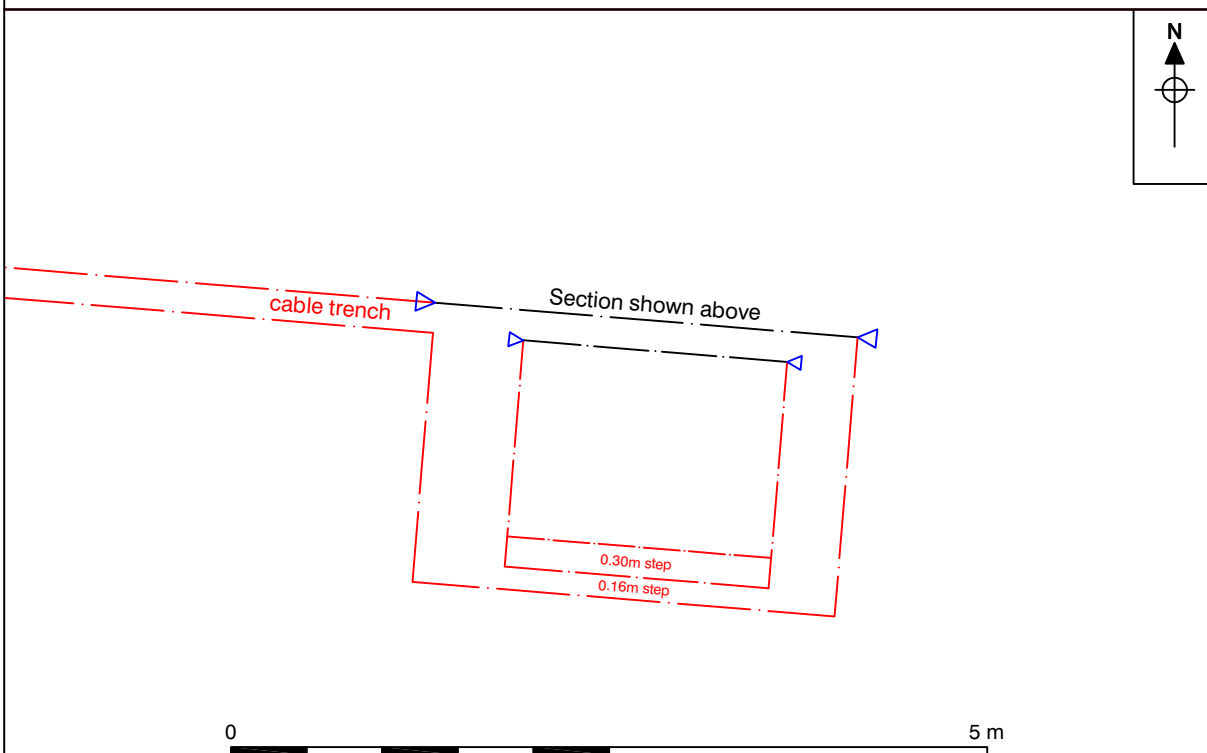 N
Section shown above
cable trench
0.30m step
0.16m step
0
5 m